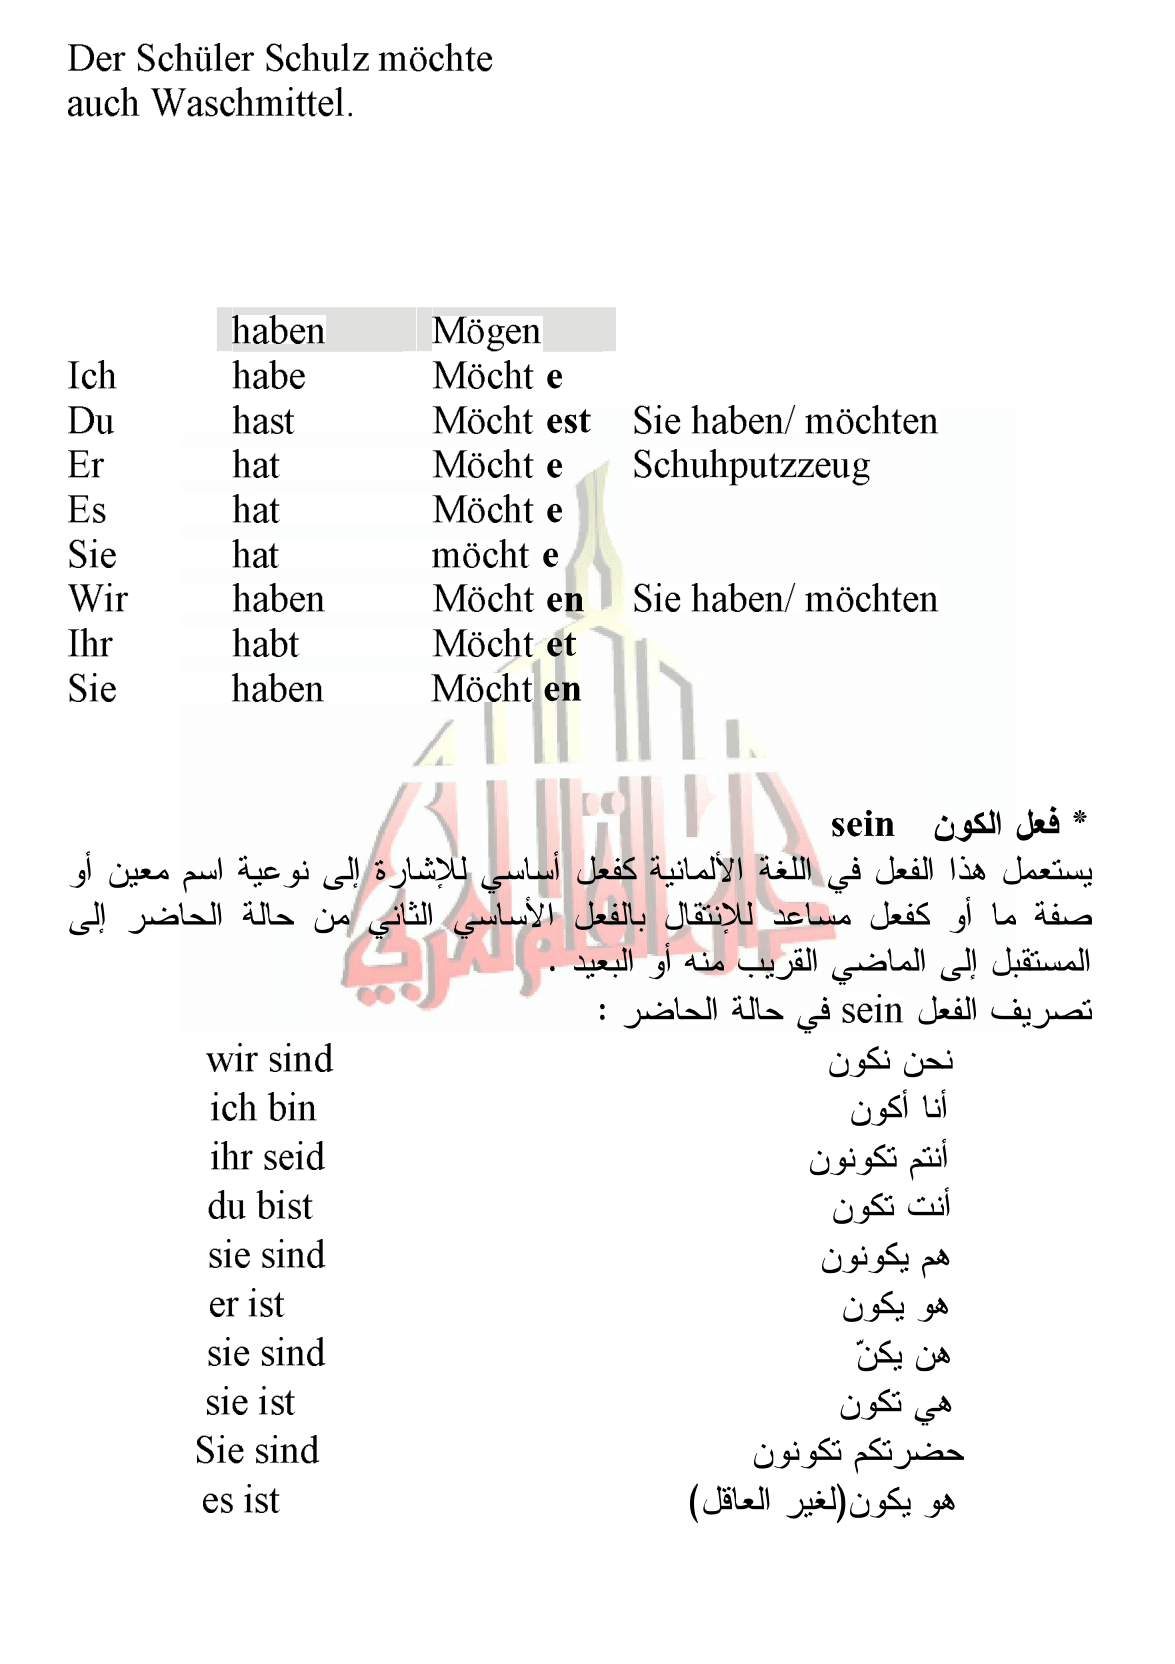 Der Schüler Schulz möchte
auch Waschmittel.
haben Mögen
Ich habe Möcht e
Du hast Möcht est Sie haben/ möchten
Er hat Möcht e Schuhputzzeug
Es hat Möcht e
Sie hat möcht e
Wir haben Möcht en Sie haben/ möchten
Ihr habt Möcht et
Sie haben Möcht en
* فعل الكون sein
يستعمل هذا الفعل في اللغة الألمانية كفعل أساسي للإشارة إلى نوعية اسم معين أو
صفة ما أو كفعل مساعد للإنتقال بالفعل الأساسي الثاني من حالة الحاضر إلى
المستقبل إلى الماضي القريب منه أو البعيد .
تصريف الفعل sein في حالة الحاضر :
نحن نكون wir sind
أنا أكون ich bin
أنتم تكونون ihr seid
أنت تكون du bist
هم يكونون sie sind
هو يكون er ist
هن يكنّ sie sind
هي تكون sie ist
حضرتكم تكونون Sie sind
هو يكون(لغير العاقل) es ist